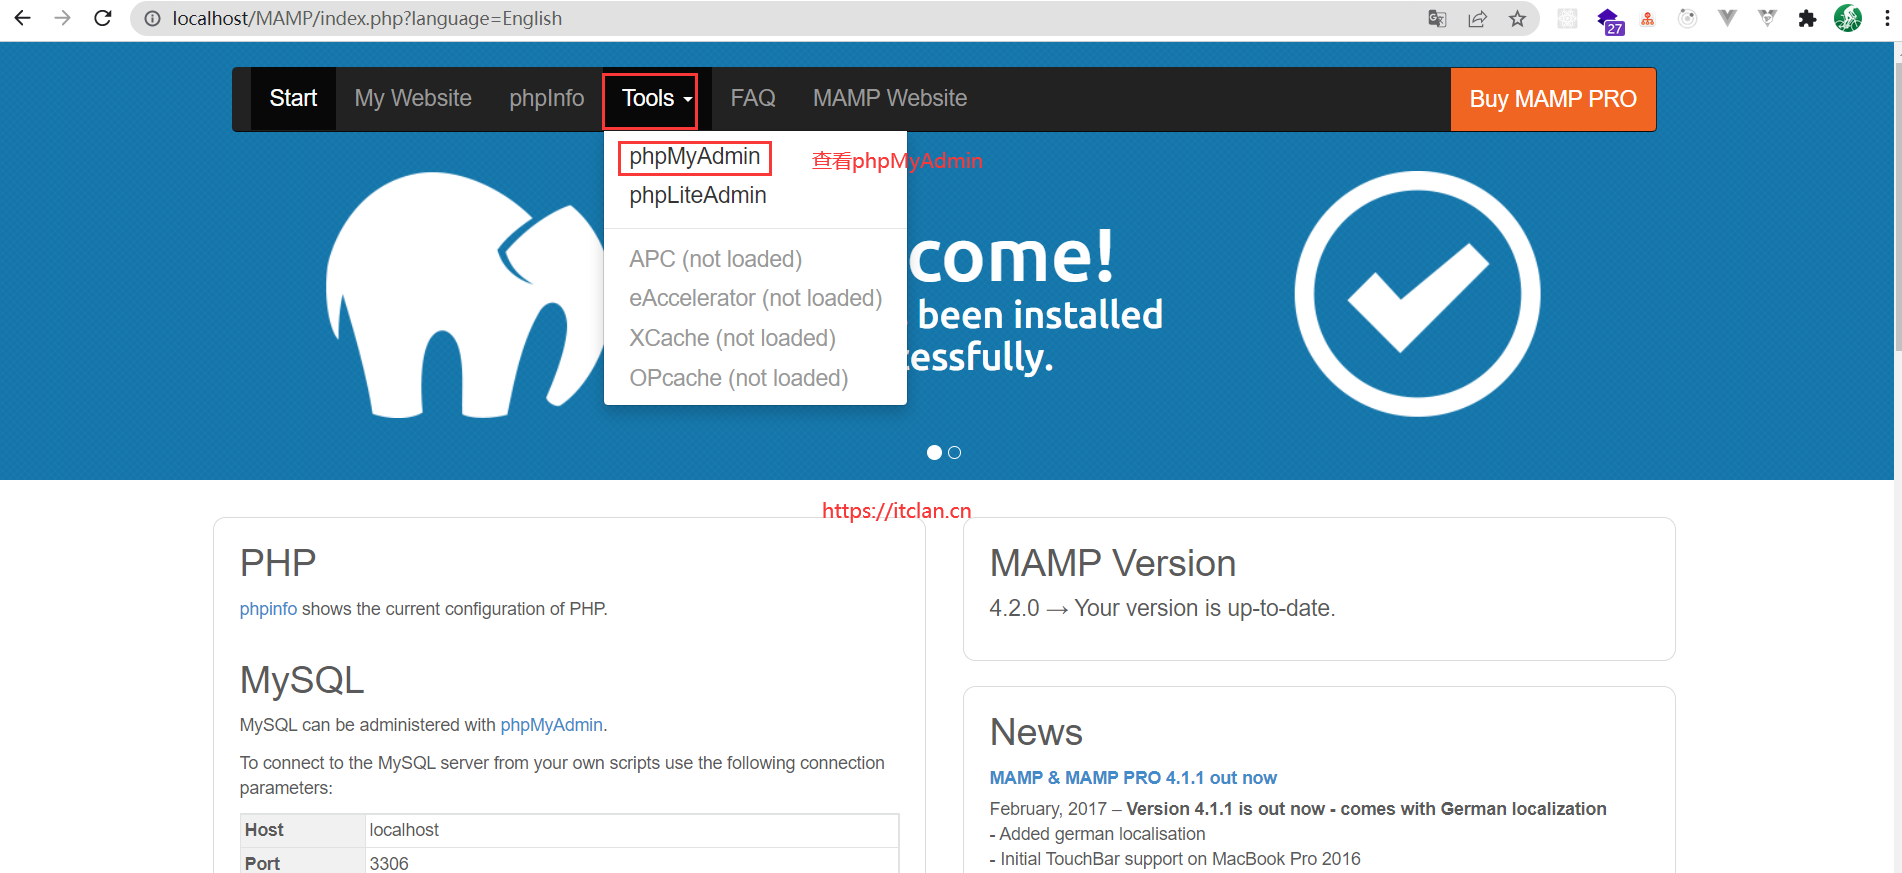 localhost/MAMP/index.php?language=English
27
Start
My Website
phpInfo
Tools
FAQ
MAMP Website
Buy MAMP PRO
phpMyAdmin
查看phpMyAdmin
phpLiteAdmin
APC (not loaded)
eAccelerator (not loaded)
XCache (not loaded)
OPcache (not loaded)
come!
been installed
essfully.
https://itclan.cn
PHP
phpinfo shows the current configuration of PHP.
MySQL
MySQL can be administered with phpMyAdmin.
To connect to the MySQL server from your own scripts use the following connection
parameters:
Host localhost
Port 3306
MAMP Version
4.2.0 → Your version is up-to-date.
News
MAMP & MAMP PRO 4.1.1 out now
February, 2017 – Version 4.1.1 is out now - comes with German localization
- Added german localisation
- Initial TouchBar support on MacBook Pro 2016